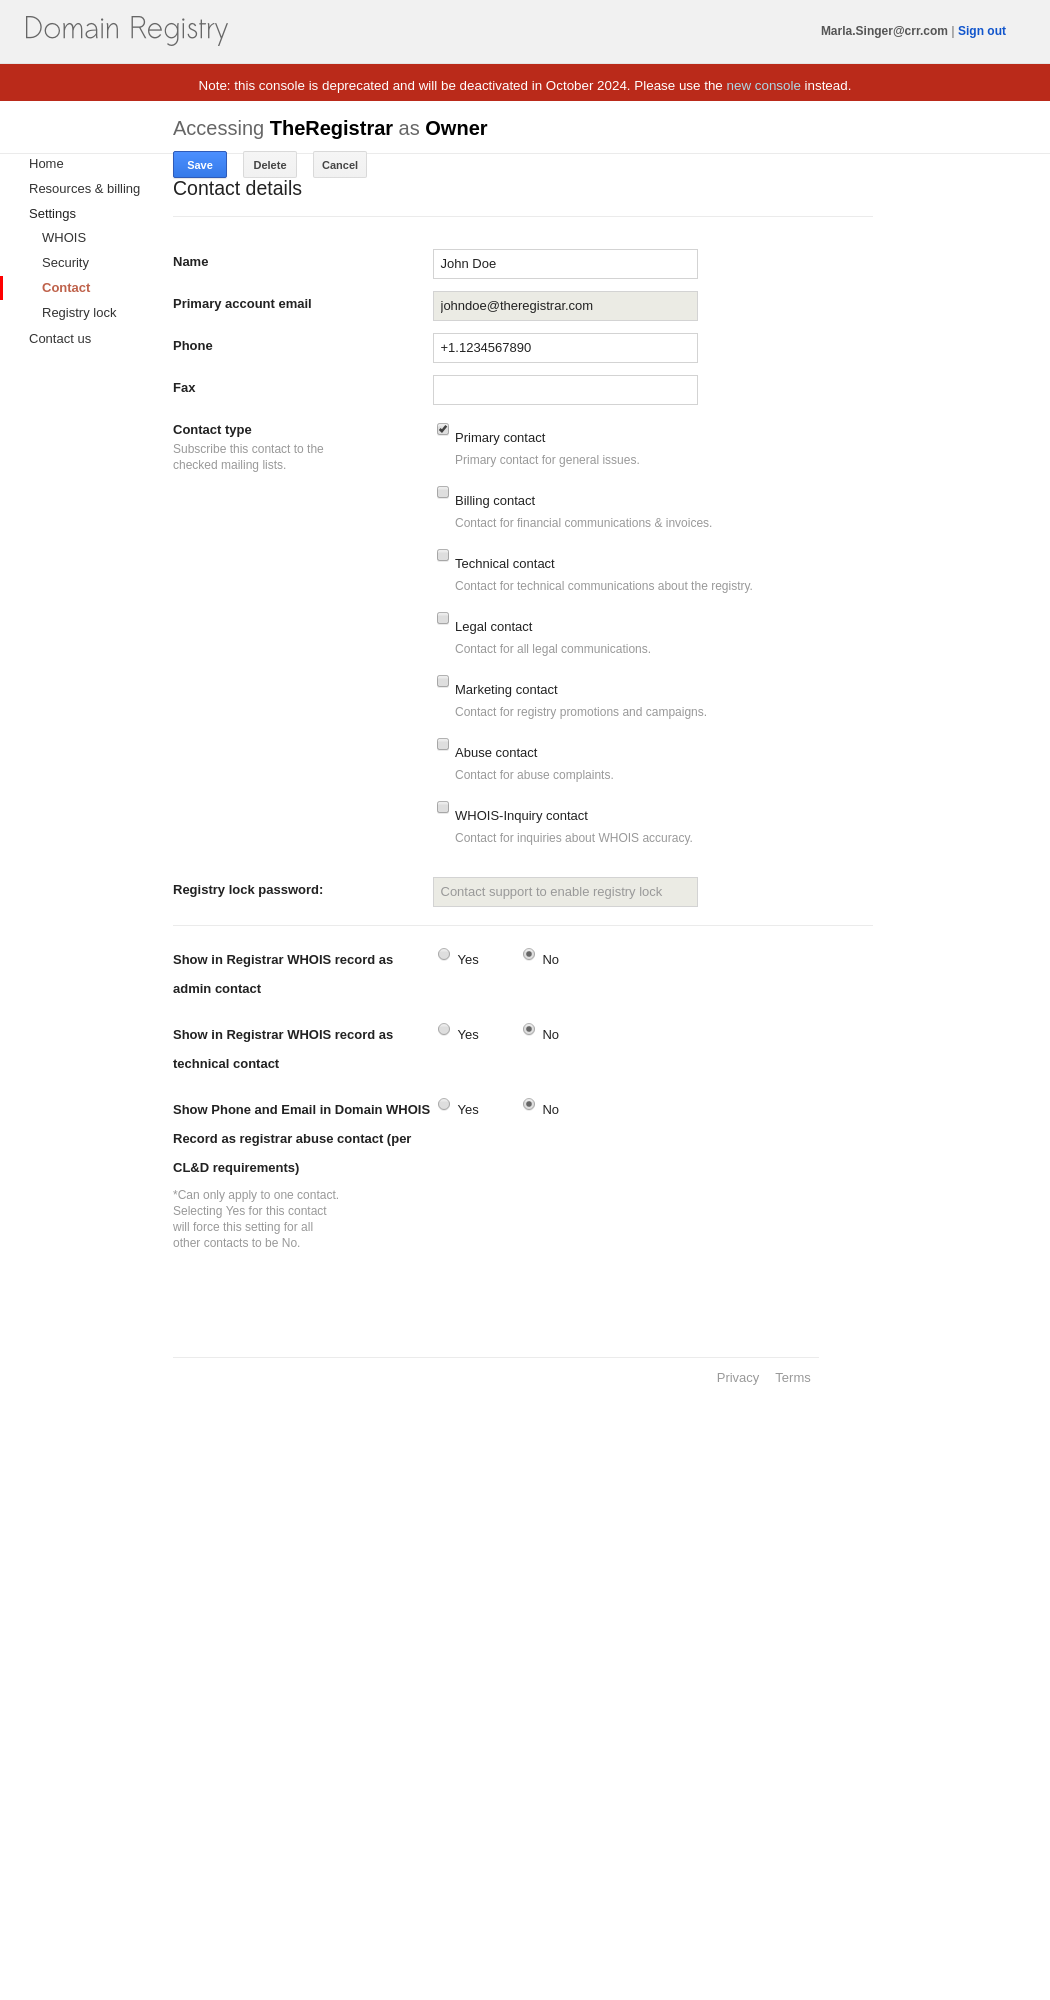 Domain Registry
Marla.Singer@crr.com | Sign out
Note: this console is deprecated and will be deactivated in October 2024. Please use the new console instead.
Accessing TheRegistrar as Owner
Home
Resources & billing
Settings
WHOIS
Security
Contact
Registry lock
Contact us
Save Delete Cancel
Contact details
Name John Doe
Primary account email johndoe@theregistrar.com
Phone +1.1234567890
Fax
Contact type
Subscribe this contact to the
checked mailing lists.
Primary contact
Primary contact for general issues.
Billing contact
Contact for financial communications & invoices.
Technical contact
Contact for technical communications about the registry.
Legal contact
Contact for all legal communications.
Marketing contact
Contact for registry promotions and campaigns.
Abuse contact
Contact for abuse complaints.
WHOIS-Inquiry contact
Contact for inquiries about WHOIS accuracy.
Registry lock password: Contact support to enable registry lock
Show in Registrar WHOIS record as Yes No
admin contact
Show in Registrar WHOIS record as Yes No
technical contact
Show Phone and Email in Domain WHOIS Yes No
Record as registrar abuse contact (per
CL&D requirements)
*Can only apply to one contact.
Selecting Yes for this contact
will force this setting for all
other contacts to be No.
Privacy Terms